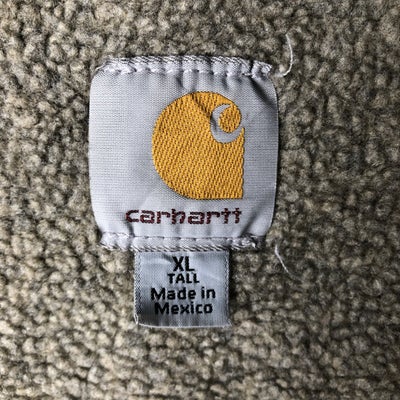 carhartt
XL
TALL
Made in
Mexico